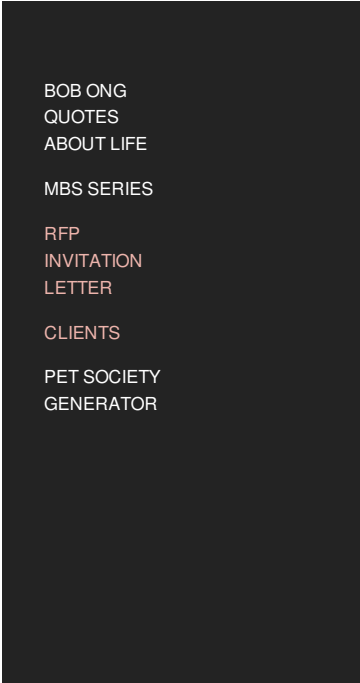 BOB ONG
QUOTES
ABOUT LIFE
MBS SERIES
RFP
INVITATION
LETTER
CLIENTS
PET SOCIETY
GENERATOR